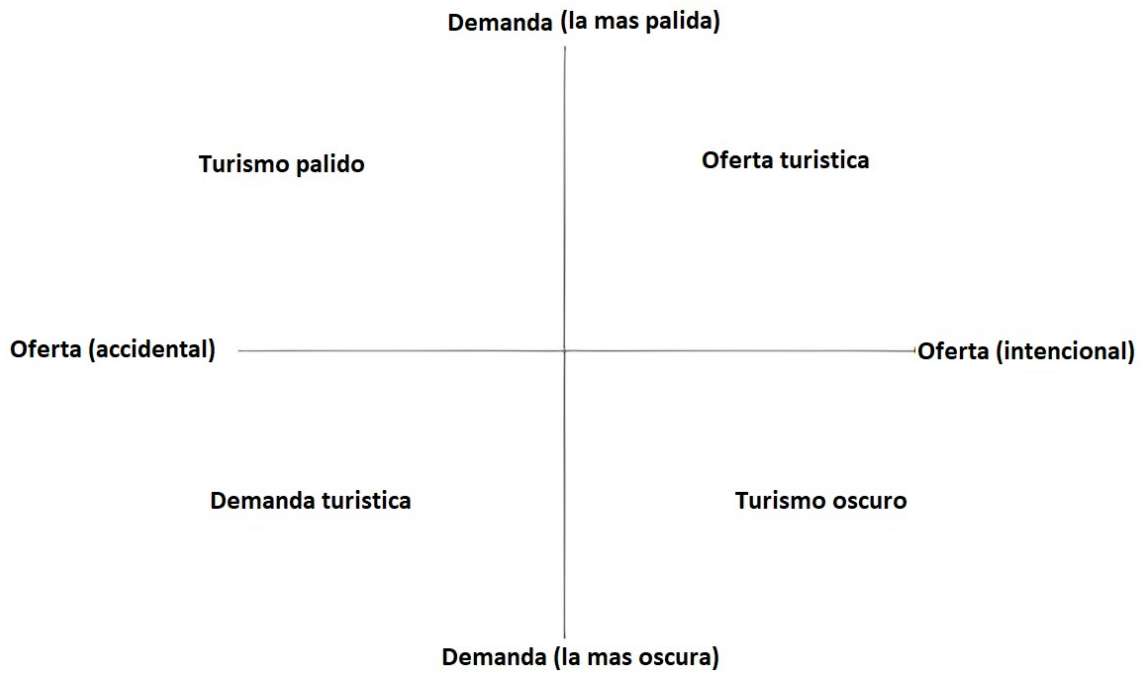 Demanda (la mas palida)
Turismo palido
Oferta turistica
Oferta (accidental)
Oferta (intencional)
Demanda turistica
Turismo oscuro
Demanda (la mas oscura)